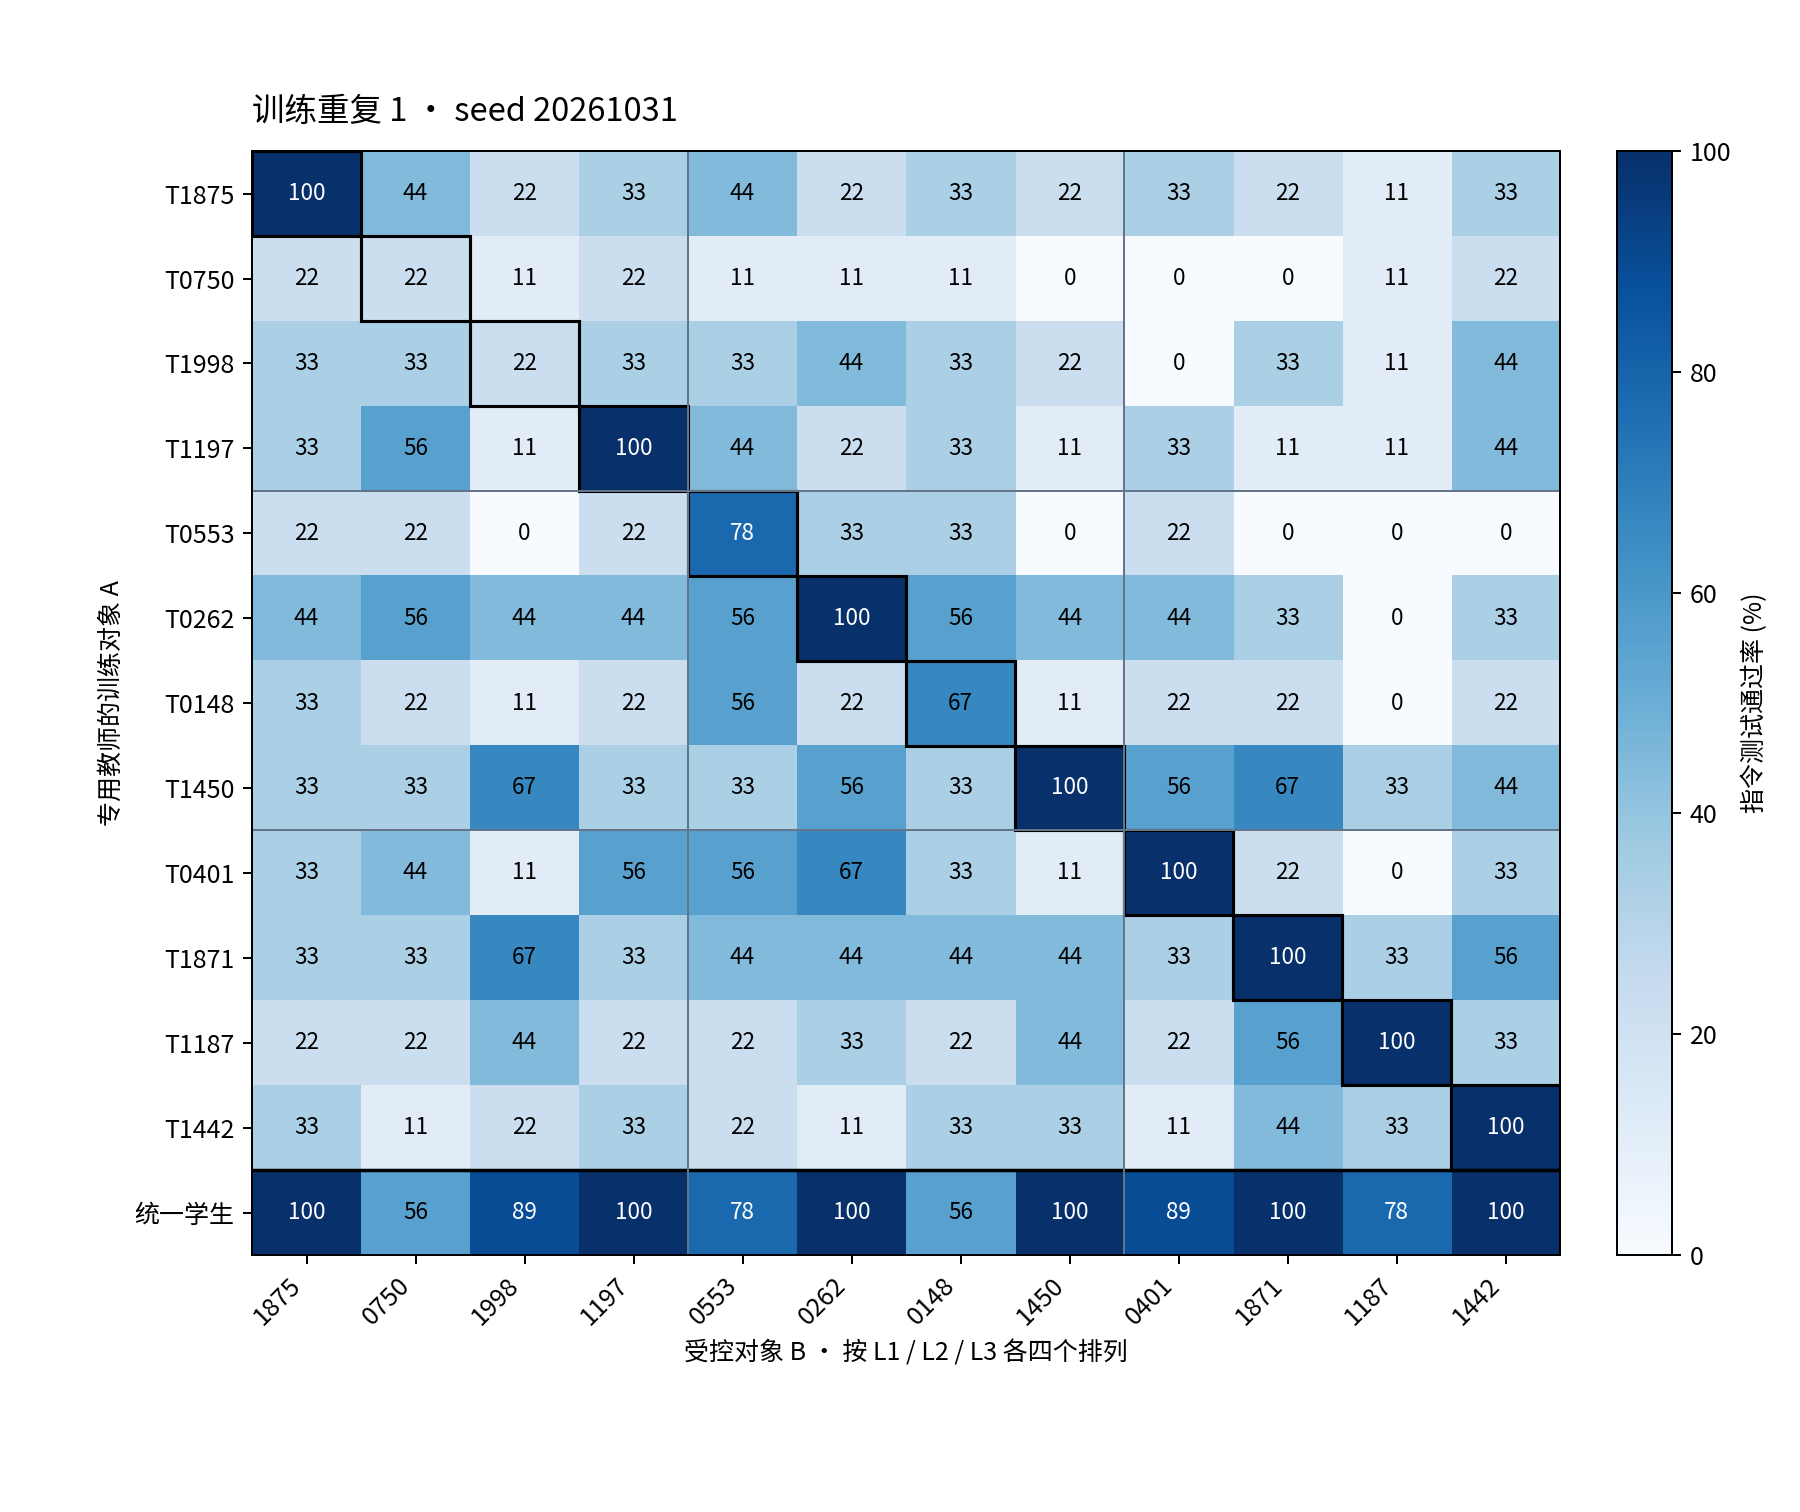 训练重复 1 · seed 20261031
T1875 100 44 22 33 44 22 33 22 33 22 11 33
T0750 22 22 11 22 11 11 11 0 0 0 11 22
T1998 33 33 22 33 33 44 33 22 0 33 11 44
T1197 33 56 11 100 44 22 33 11 33 11 11 44
T0553 22 22 0 22 78 33 33 0 22 0 0 0
T0262 44 56 44 44 56 100 56 44 44 33 0 33
T0148 33 22 11 22 56 22 67 11 22 22 0 22
T1450 33 33 67 33 33 56 33 100 56 67 33 44
T0401 33 44 11 56 56 67 33 11 100 22 0 33
T1871 33 33 67 33 44 44 44 44 33 100 33 56
T1187 22 22 44 22 22 33 22 44 22 56 100 33
T1442 33 11 22 33 22 11 33 33 11 44 33 100
统一学生 100 56 89 100 78 100 56 100 89 100 78 100
1875 0750 1998 1197 0553 0262 0148 1450 0401 1871 1187 1442
受控对象 B · 按 L1 / L2 / L3 各四个排列
专用教师的训练对象 A
100
80
60
40
20
0
指令测试通过率 (%)